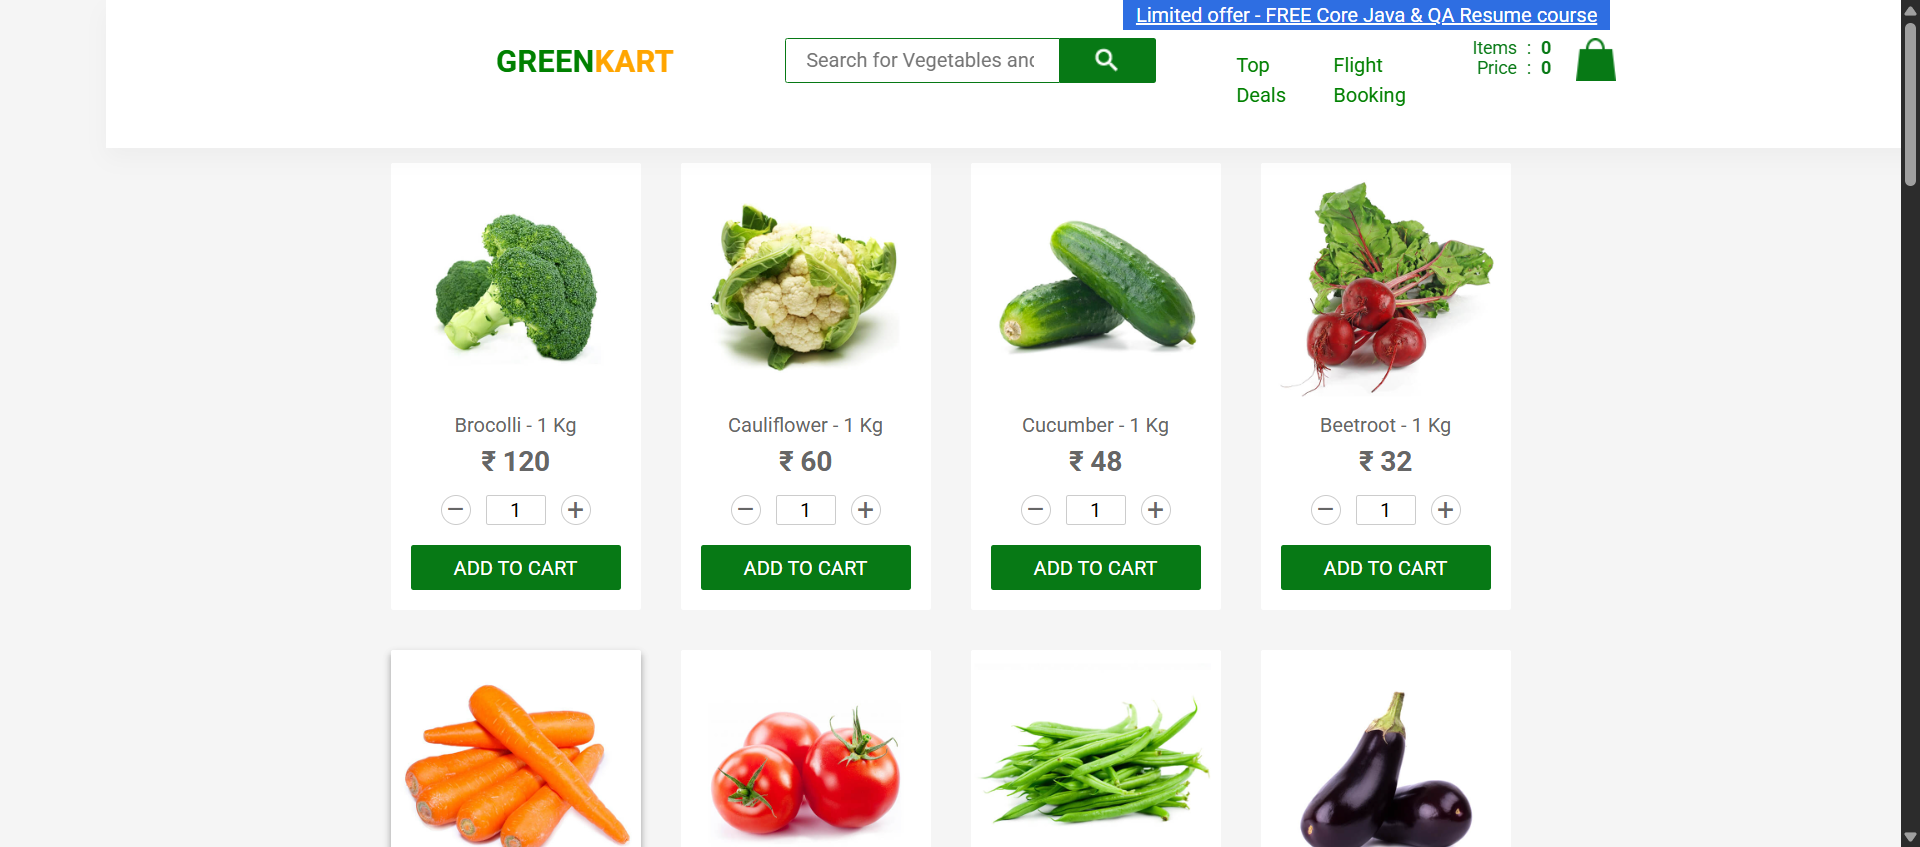 Limited offer - FREE Core Java & QA Resume course
GREENKART
Search for Vegetables and
Top Deals
Flight Booking
Items : 0
Price : 0
Brocolli - 1 Kg
₹ 120
− 1 +
ADD TO CART
Cauliflower - 1 Kg
₹ 60
− 1 +
ADD TO CART
Cucumber - 1 Kg
₹ 48
− 1 +
ADD TO CART
Beetroot - 1 Kg
₹ 32
− 1 +
ADD TO CART